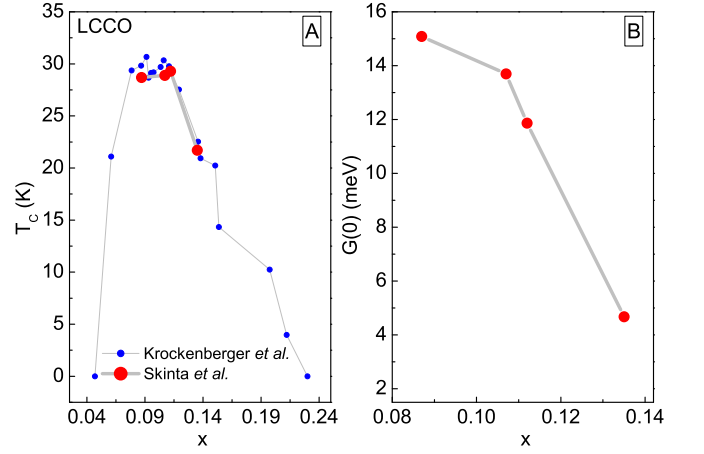 LCCO
A
35
30
25
20
15
10
5
0
T_C (K)
Krockenberger et al.
Skinta et al.
0.04 0.09 0.14 0.19 0.24
x
B
16
14
12
10
8
6
4
2
G(0) (meV)
0.08 0.10 0.12 0.14
x